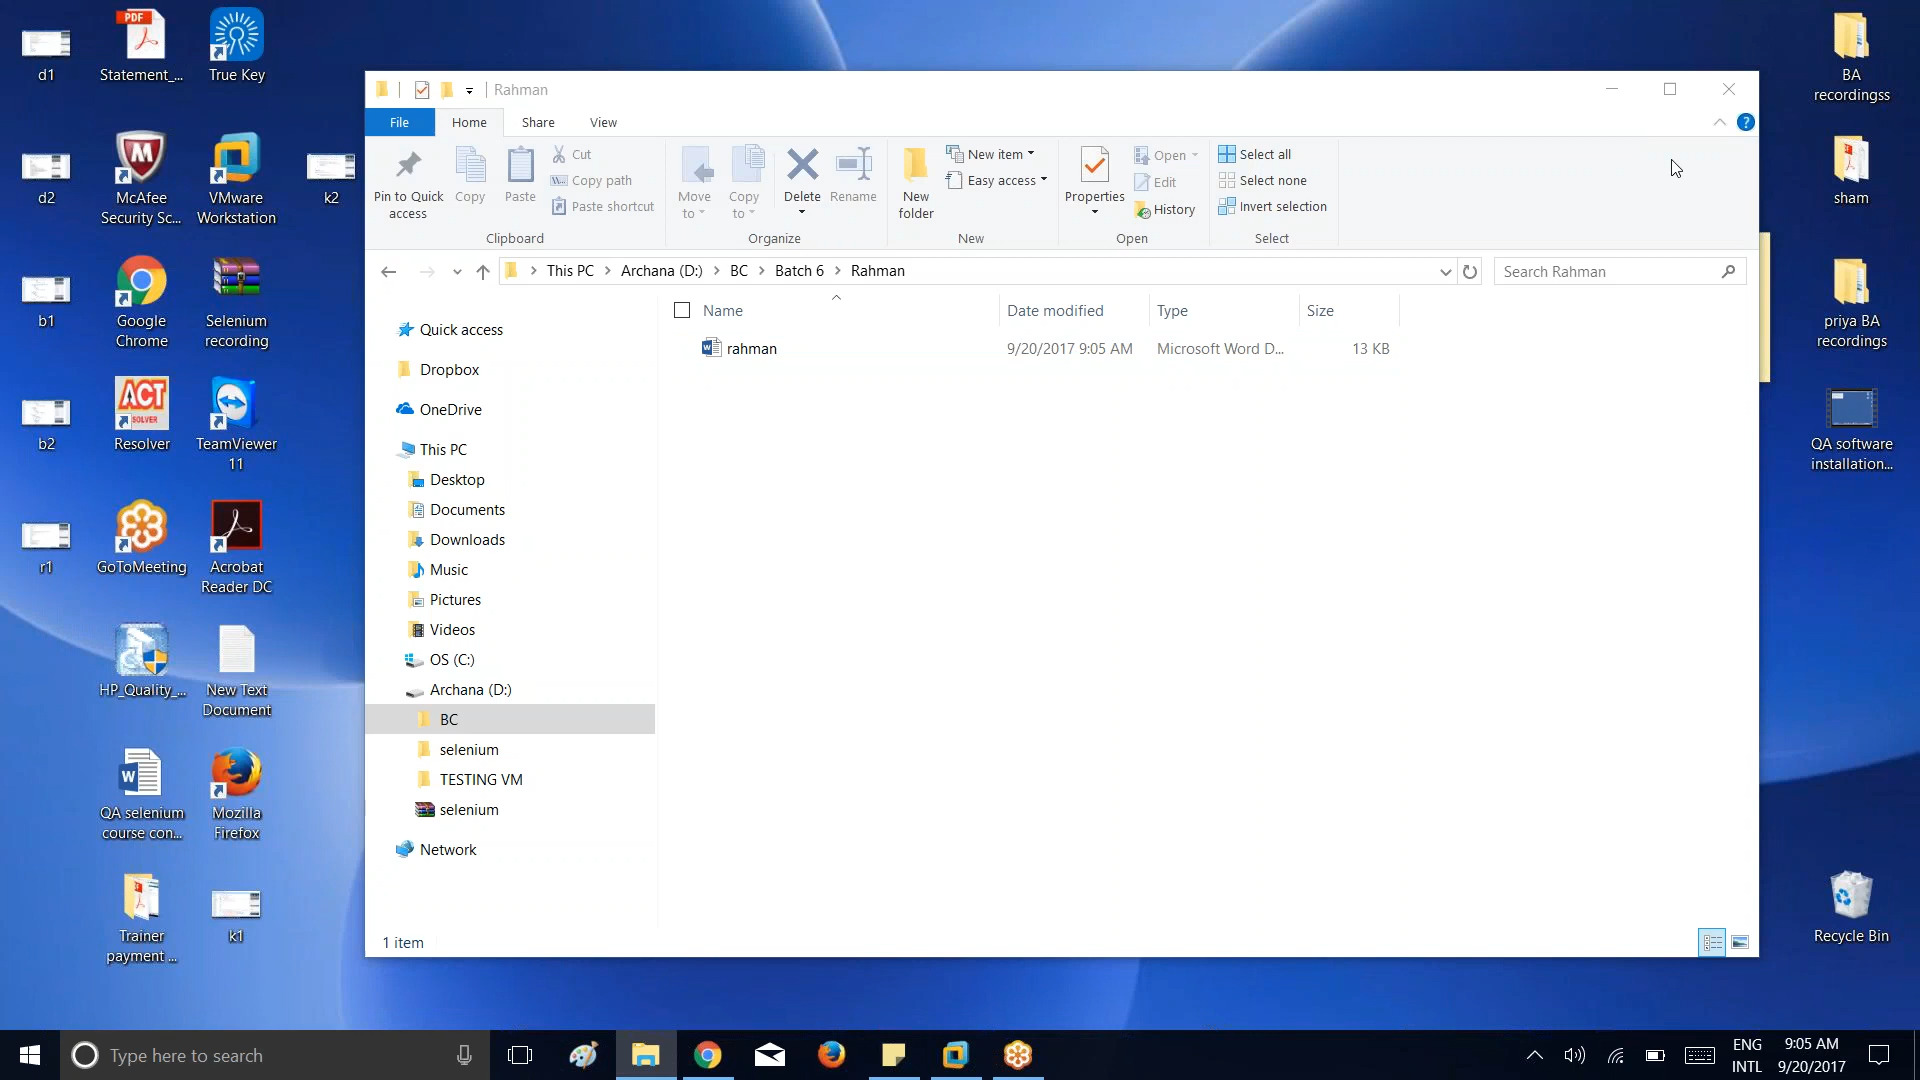 d1
Statement_...
True Key
d2
McAfee
Security Sc...
VMware
Workstation
k2
b1
Google
Chrome
Selenium
recording
b2
Resolver
TeamViewer
11
r1
GoToMeeting
Acrobat
Reader DC
HP_Quality_...
New Text
Document
QA selenium
course con...
Mozilla
Firefox
Trainer
payment ...
k1
PDF
ACT
SOLVER
Rahman
File
Home
Share
View
Pin to Quick
access
Copy
Paste
Cut
Copy path
Paste shortcut
Clipboard
Move
to
Copy
to
Delete
Rename
Organize
New
folder
New item
Easy access
New
Properties
Open
Edit
History
Open
Select all
Select none
Invert selection
Select
This PC > Archana (D:) > BC > Batch 6 > Rahman
Search Rahman
Name
Date modified
Type
Size
rahman
9/20/2017 9:05 AM
Microsoft Word D...
13 KB
Quick access
Dropbox
OneDrive
This PC
Desktop
Documents
Downloads
Music
Pictures
Videos
OS (C:)
Archana (D:)
BC
selenium
TESTING VM
selenium
Network
1 item
BA
recordingss
sham
priya BA
recordings
QA software
installation...
Recycle Bin
Type here to search
ENG
INTL
9:05 AM
9/20/2017